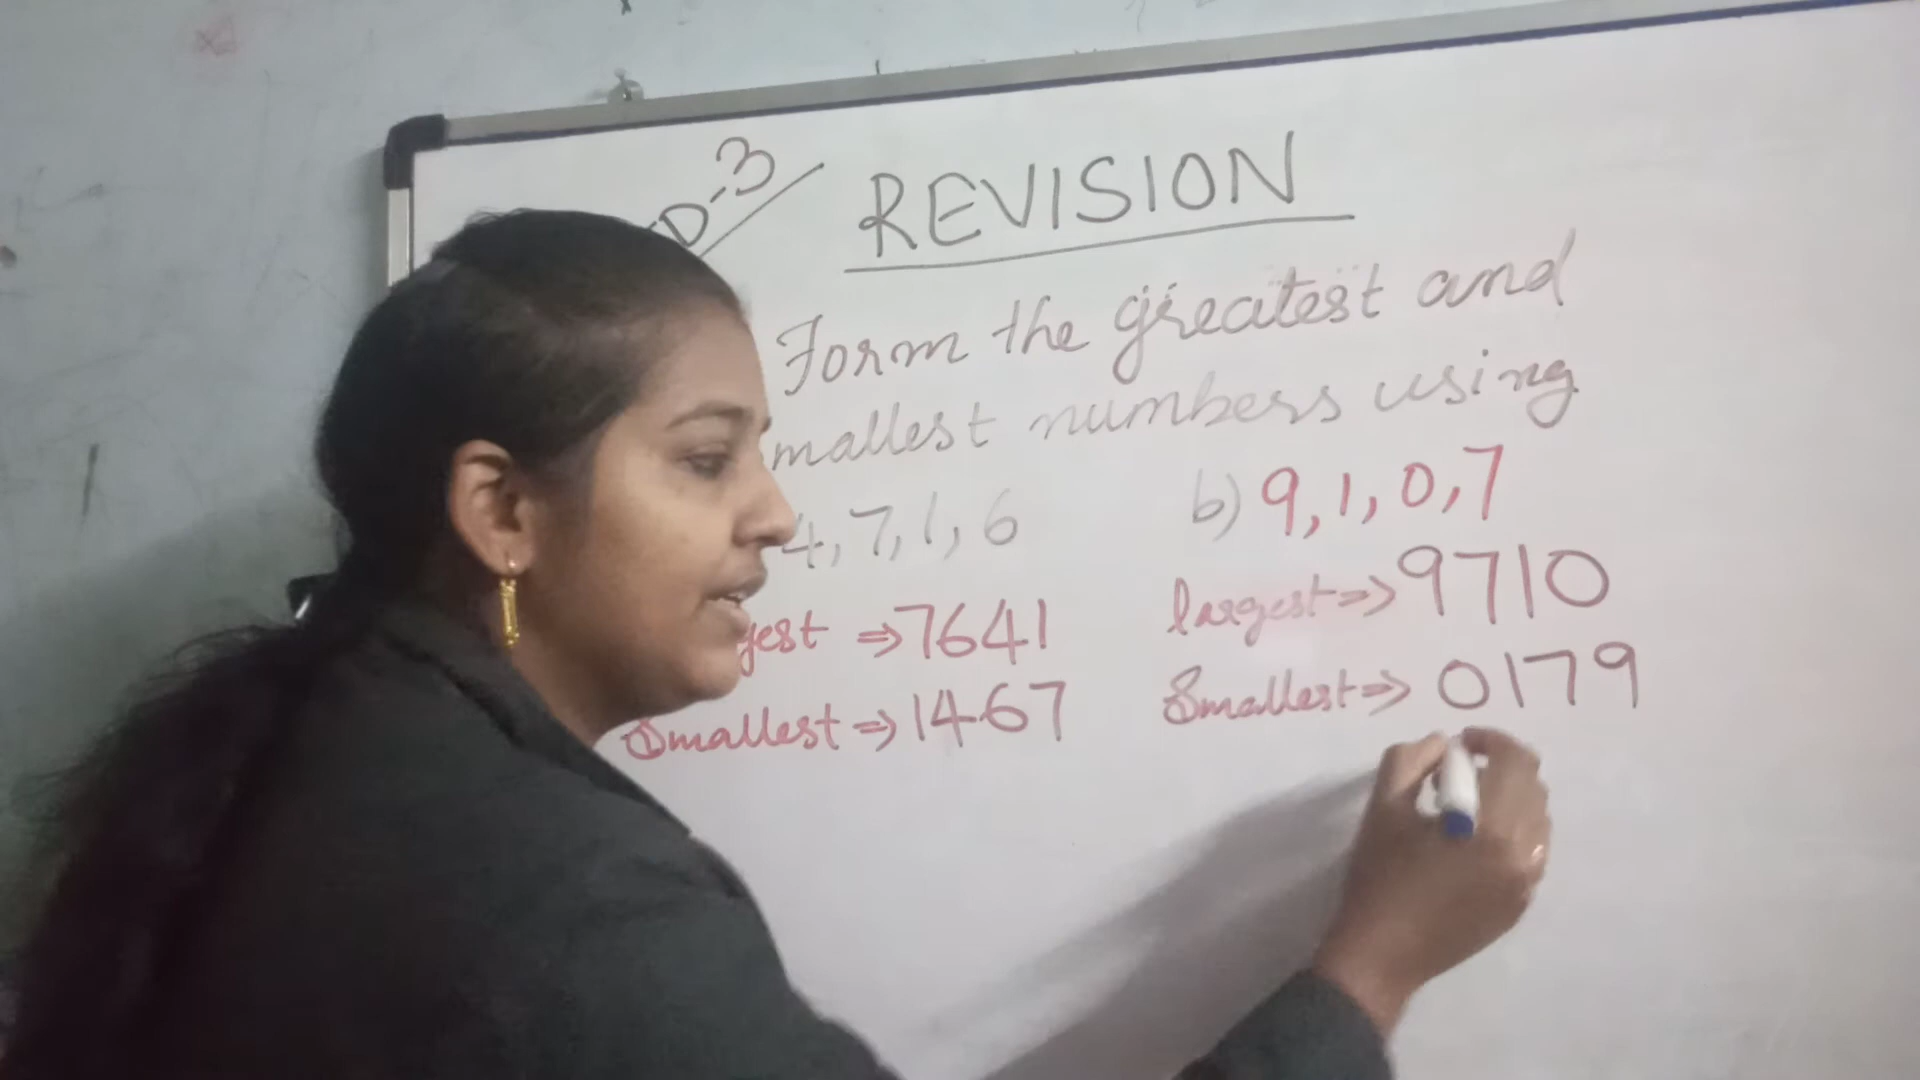 D-3
REVISION
Form the greatest and
mallest numbers using
4, 7, 1, 6
b) 9, 1, 0, 7
gest ⇒ 7641
largest ⇒ 9710
Smallest ⇒ 1467
Smallest ⇒ 0179